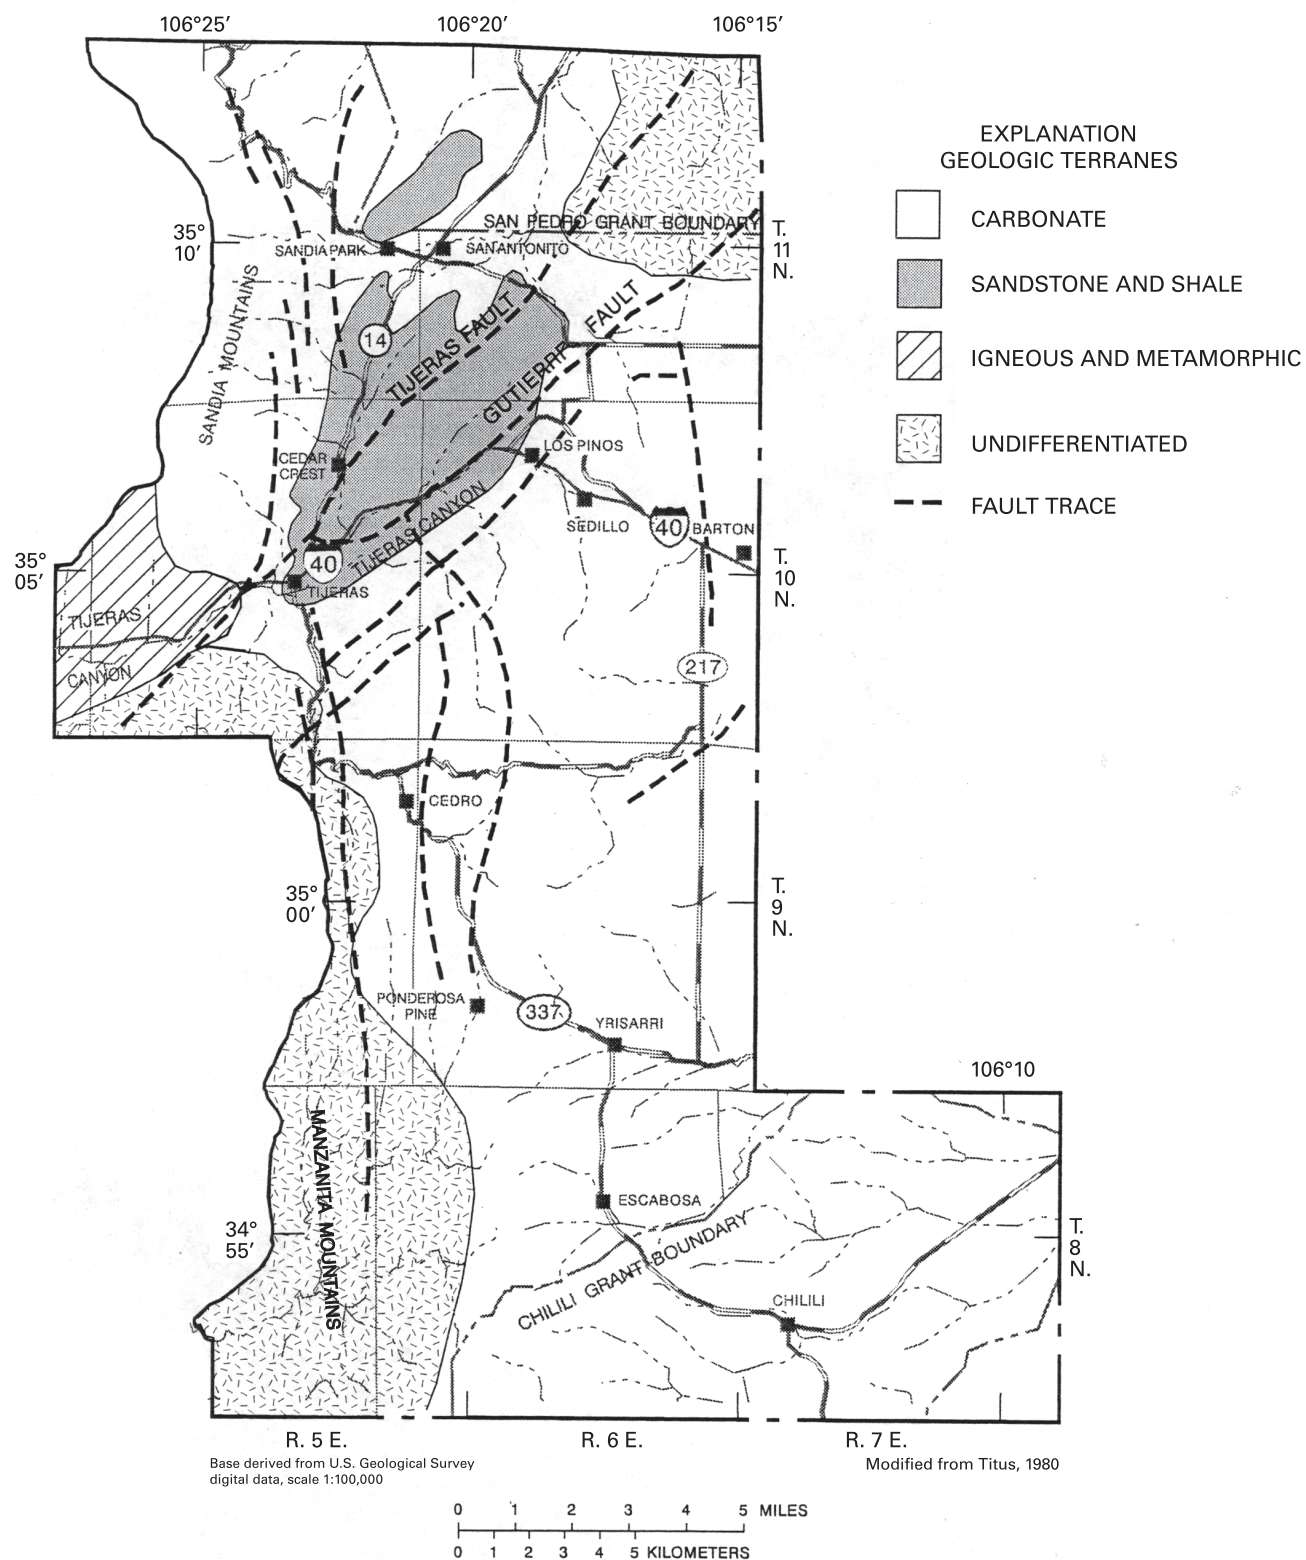 106°25′ 106°20′ 106°15′
EXPLANATION
GEOLOGIC TERRANES
CARBONATE
SANDSTONE AND SHALE
IGNEOUS AND METAMORPHIC
UNDIFFERENTIATED
FAULT TRACE
35°
10′
SAN PEDRO GRANT BOUNDARY
T.
11
N.
SANDIA PARK
SAN ANTONITO
SANDIA MOUNTAINS
14
TIJERAS FAULT
GUTIERREZ FAULT
CEDAR
CREST
LOS PINOS
SEDILLO
40
BARTON
TIJERAS CANYON
35°
05′
40
TIJERAS
T.
10
N.
TIJERAS
CANYON
217
CEDRO
35°
00′
T.
9
N.
PONDEROSA
PINE
337
YRISARRI
106°10
MANZANITA MOUNTAINS
ESCABOSA
34°
55′
CHILILI GRANT BOUNDARY
T.
8
N.
CHILILI
R. 5 E. R. 6 E. R. 7 E.
Base derived from U.S. Geological Survey
digital data, scale 1:100,000
Modified from Titus, 1980
0 1 2 3 4 5 MILES
0 1 2 3 4 5 KILOMETERS